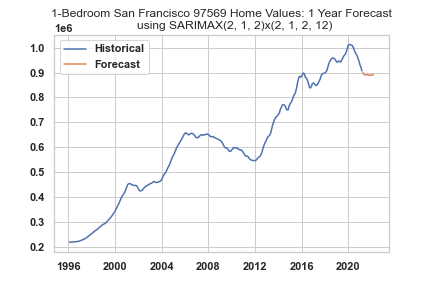 1-Bedroom San Francisco 97569 Home Values: 1 Year Forecast
using SARIMAX(2, 1, 2)x(2, 1, 2, 12)
1e6
Historical
Forecast
1.0
0.9
0.8
0.7
0.6
0.5
0.4
0.3
0.2
1996 2000 2004 2008 2012 2016 2020